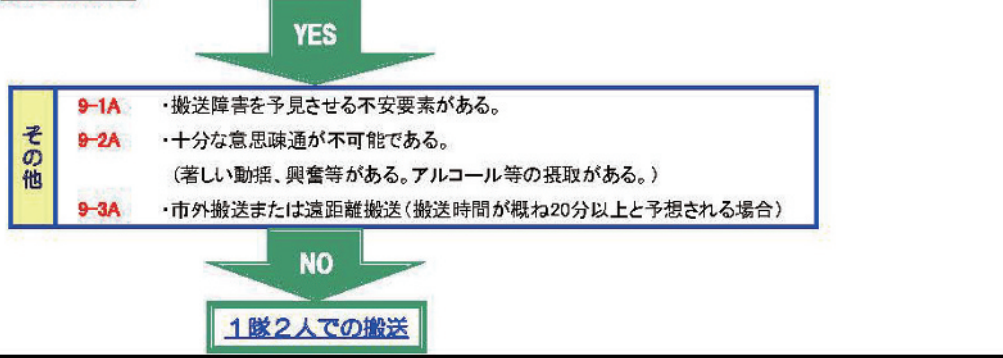 YES
その他
9-1A ・搬送障害を予見させる不安要素がある。
9-2A ・十分な意思疎通が不可能である。
(著しい動揺、興奮等がある。アルコール等の摂取がある。)
9-3A ・市外搬送または遠距離搬送(搬送時間が概ね20分以上と予想される場合)
NO
1隊2人での搬送